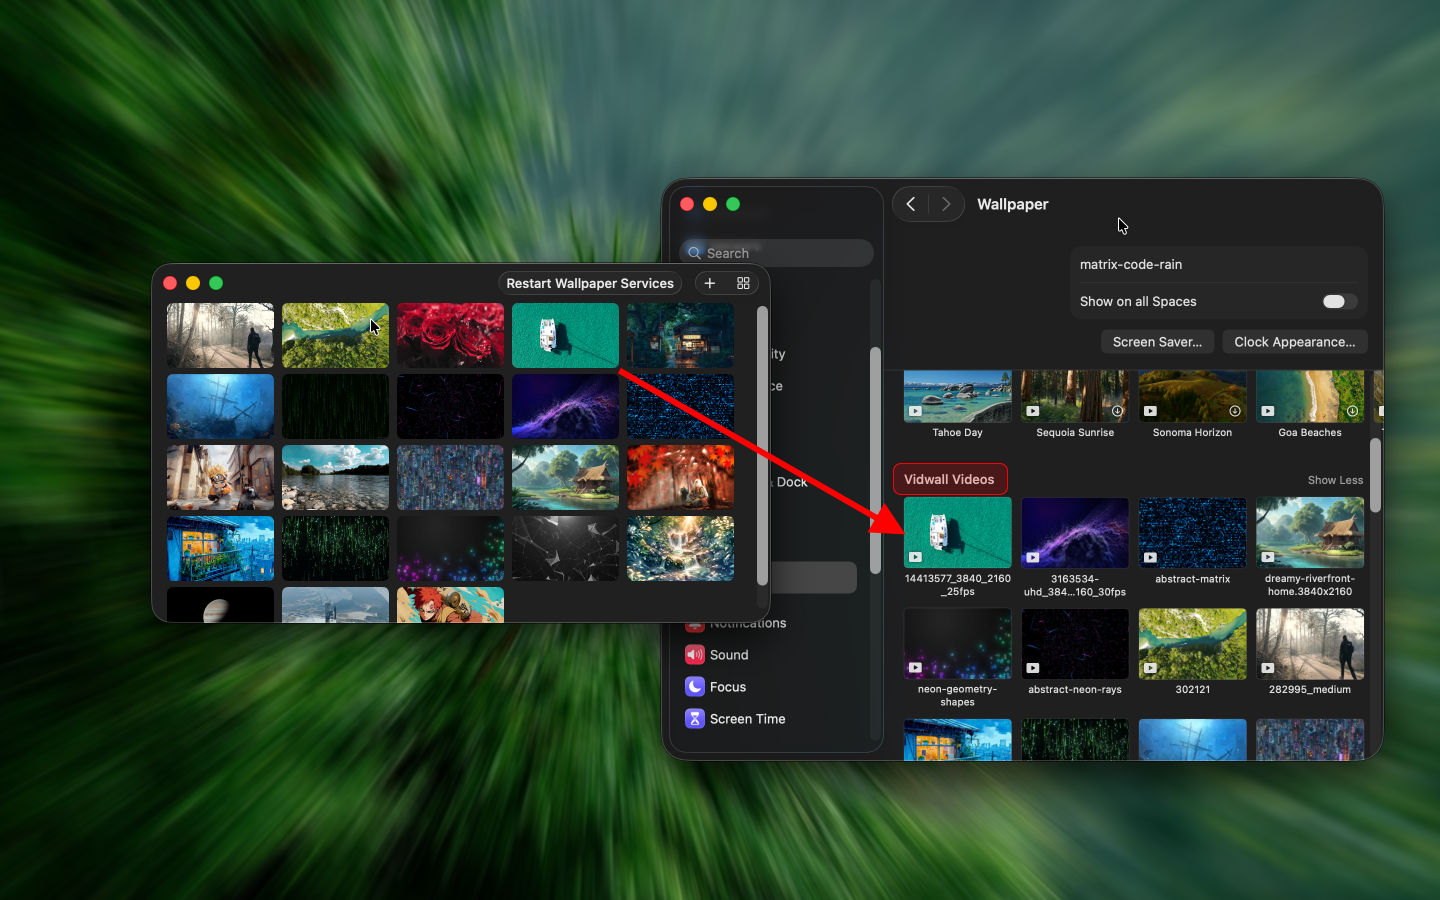 Wallpaper
Search
matrix-code-rain
Restart Wallpaper Services
Show on all Spaces
Screen Saver...
Clock Appearance...
ity
ce
Tahoe Day
Sequoia Sunrise
Sonoma Horizon
Goa Beaches
Vidwall Videos
Show Less
Dock
14413577_3840_2160
_25fps
3163534-
uhd_384...160_30fps
abstract-matrix
dreamy-riverfront-
home.3840x2160
Notifications
Sound
Focus
Screen Time
neon-geometry-
shapes
abstract-neon-rays
302121
282995_medium